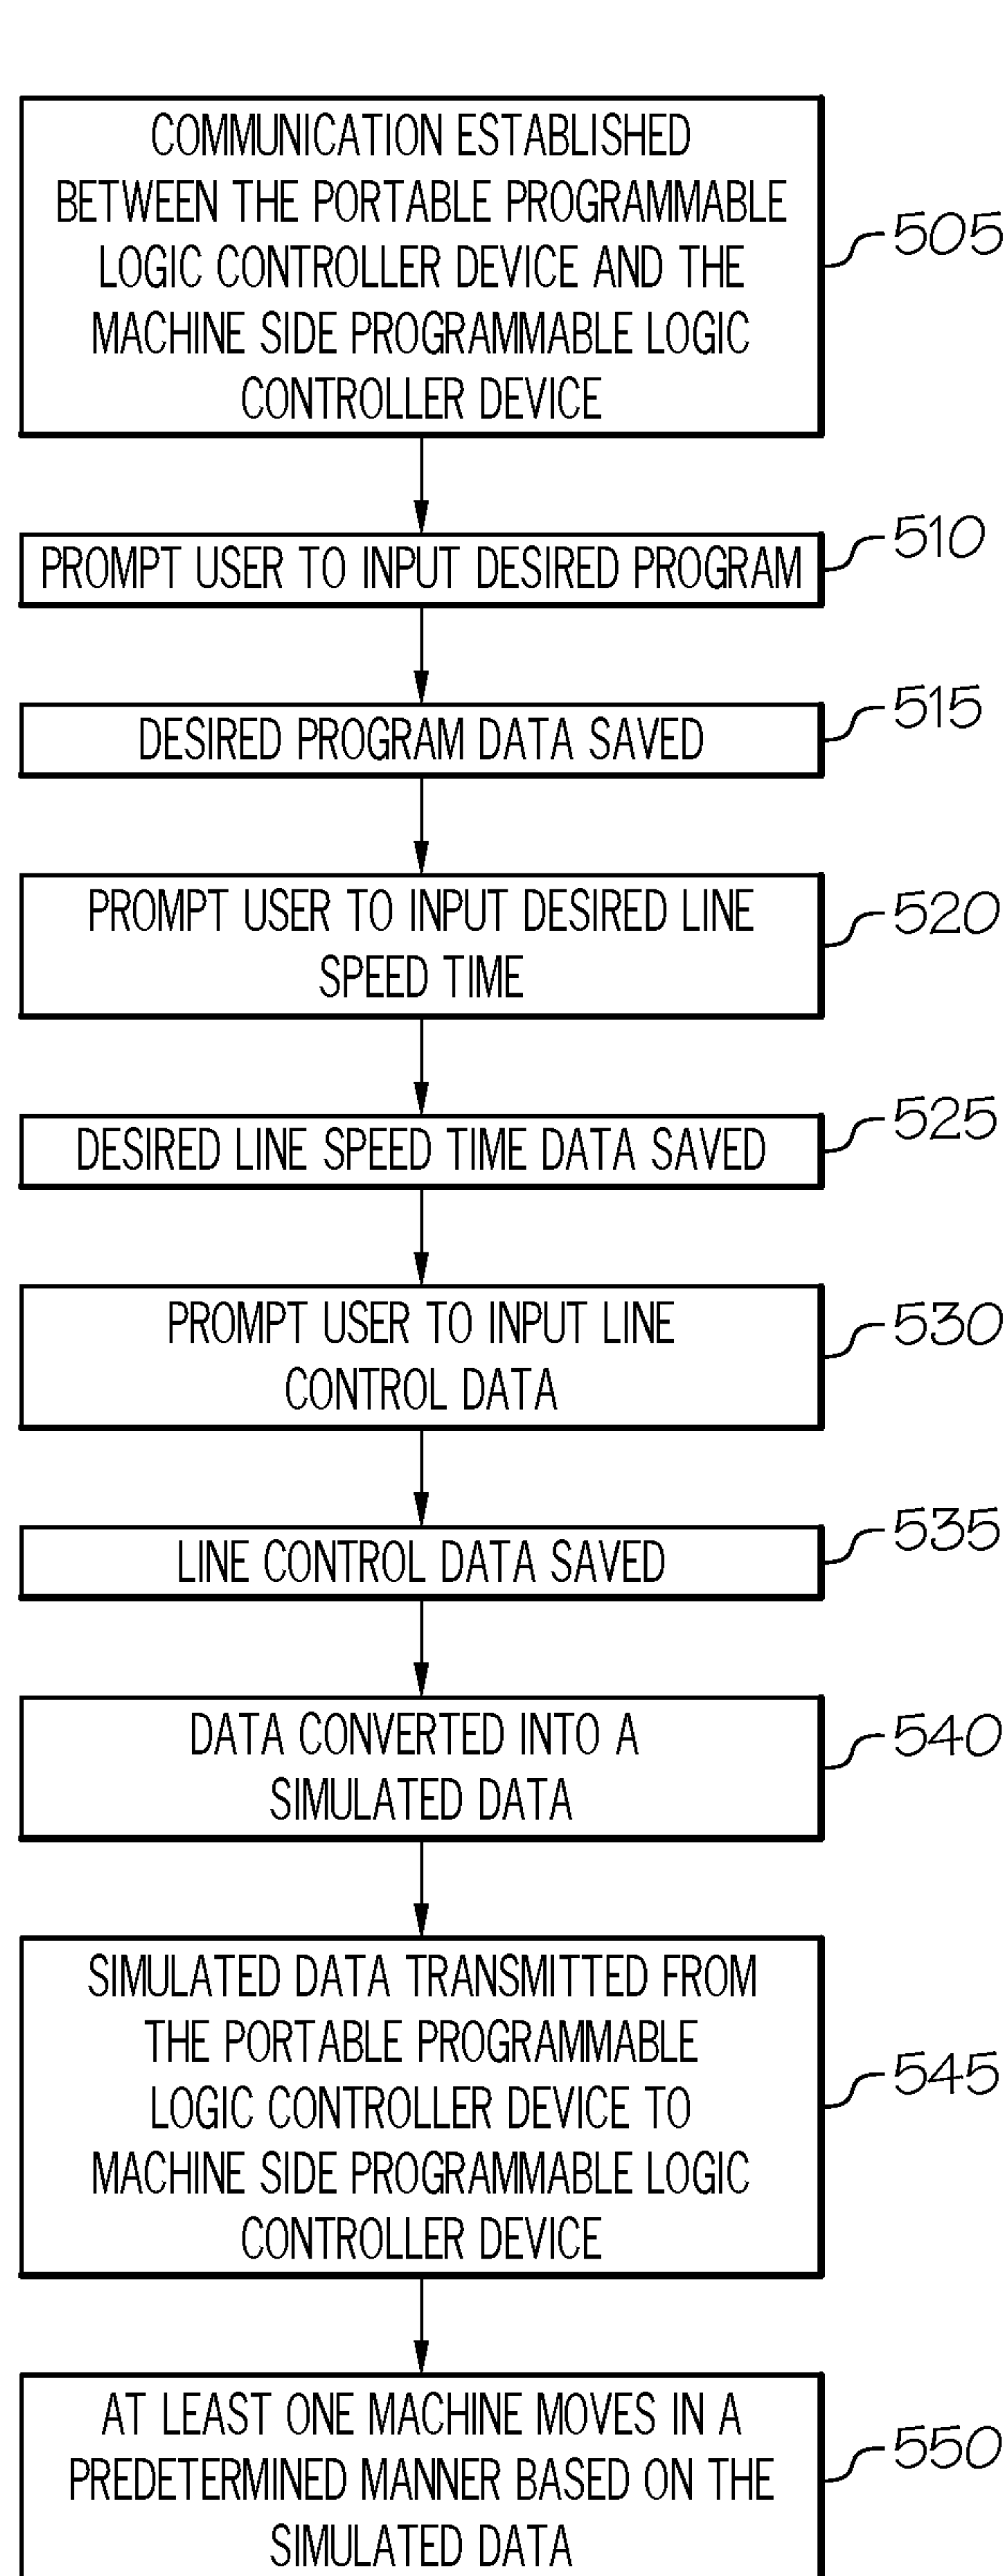 COMMUNICATION ESTABLISHED
BETWEEN THE PORTABLE PROGRAMMABLE
LOGIC CONTROLLER DEVICE AND THE
MACHINE SIDE PROGRAMMABLE LOGIC
CONTROLLER DEVICE
505
PROMPT USER TO INPUT DESIRED PROGRAM
510
DESIRED PROGRAM DATA SAVED
515
PROMPT USER TO INPUT DESIRED LINE
SPEED TIME
520
DESIRED LINE SPEED TIME DATA SAVED
525
PROMPT USER TO INPUT LINE
CONTROL DATA
530
LINE CONTROL DATA SAVED
535
DATA CONVERTED INTO A
SIMULATED DATA
540
SIMULATED DATA TRANSMITTED FROM
THE PORTABLE PROGRAMMABLE
LOGIC CONTROLLER DEVICE TO
MACHINE SIDE PROGRAMMABLE LOGIC
CONTROLLER DEVICE
545
AT LEAST ONE MACHINE MOVES IN A
PREDETERMINED MANNER BASED ON THE
SIMULATED DATA
550